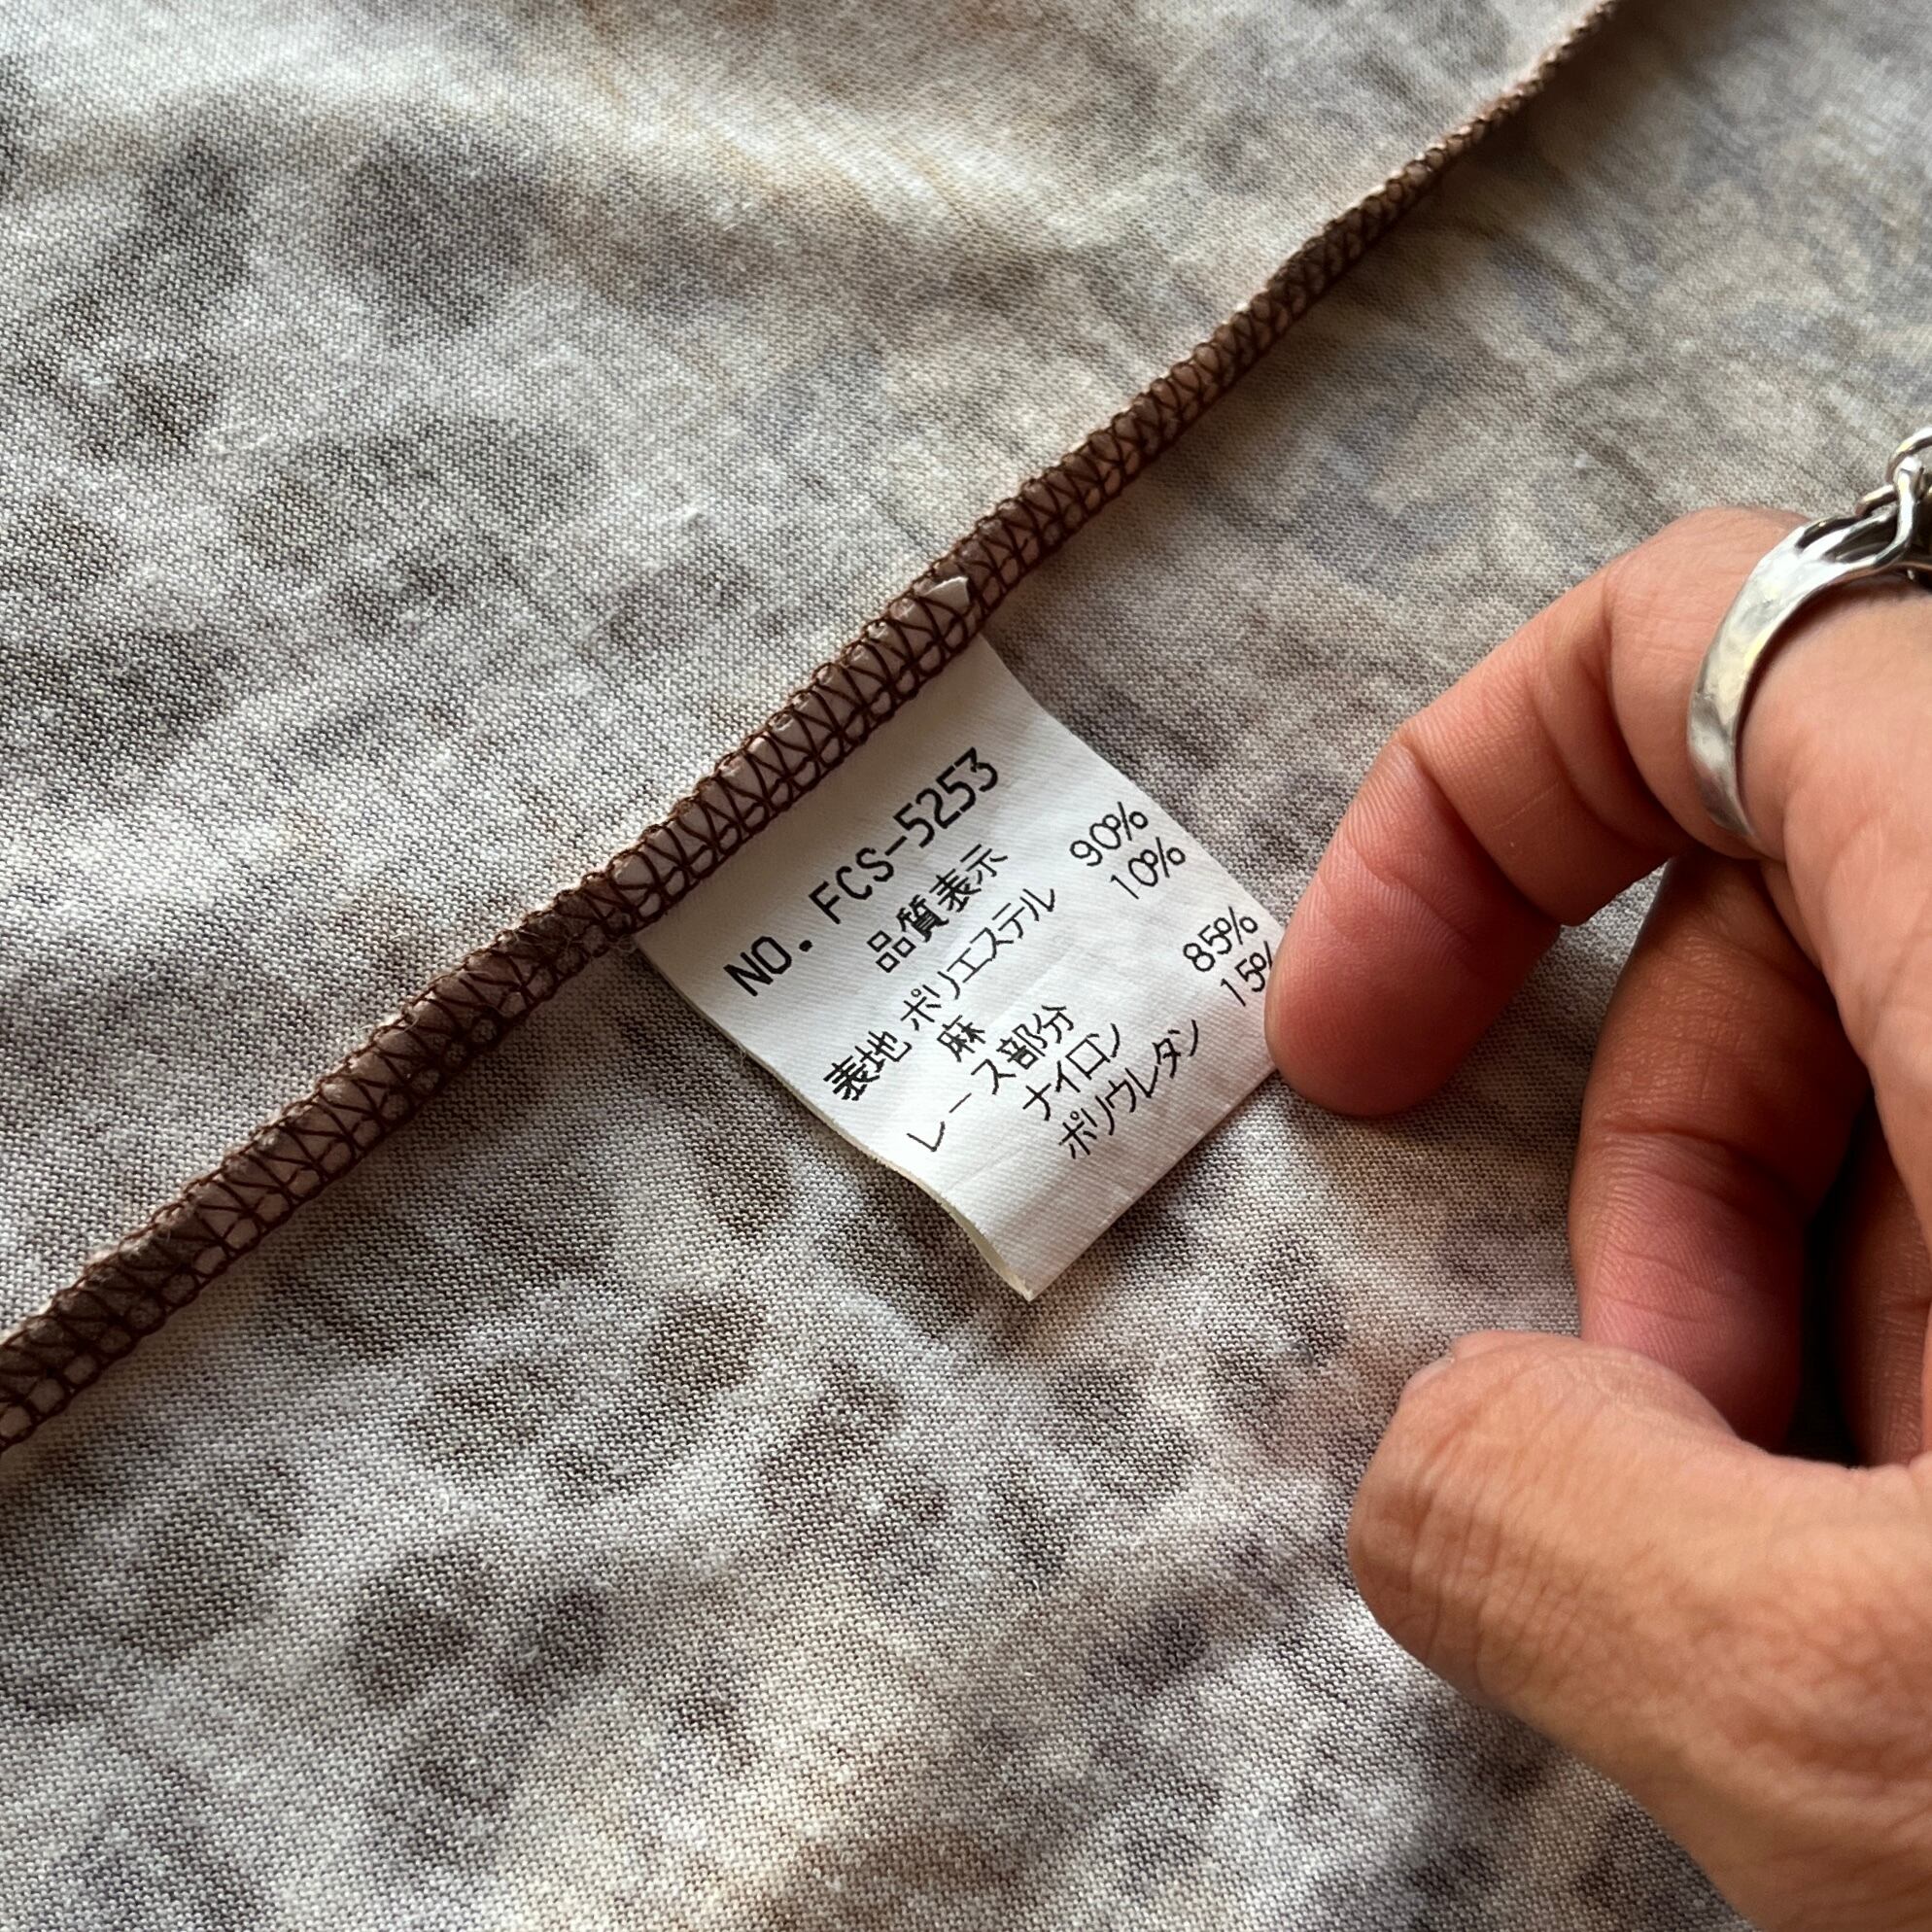 NO. FCS-5253
品質表示
表地 ポリエステル 90%
麻 10%
レース部分
ナイロン 85%
ポリウレタン 15%